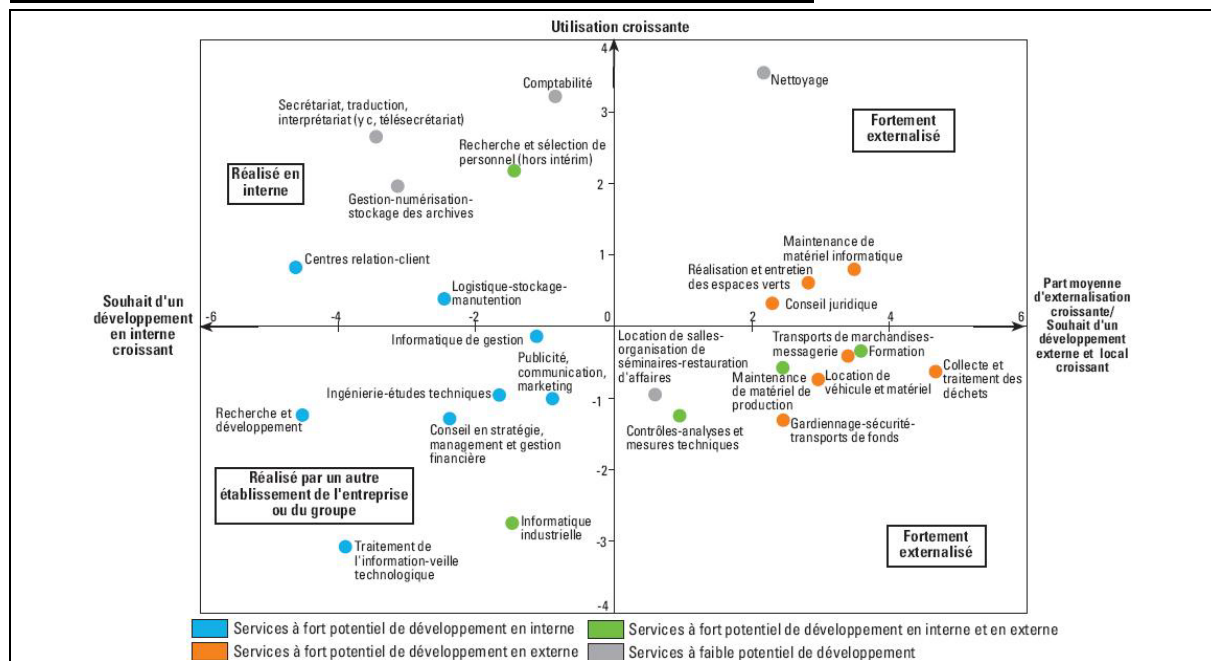 Utilisation croissante
4
Comptabilité
Nettoyage
Secrétariat, traduction,
interprétariat (y c, télésecrétariat)
3
Fortement
externalisé
Recherche et sélection de
personnel (hors intérim)
Réalisé en
interne
2
Gestion-numérisation-
stockage des archives
Maintenance de
matériel informatique
1
Centres relation-client
Réalisation et entretien
des espaces verts
Logistique-stockage-
manutention
Conseil juridique
Souhait d'un
développement
en interne
croissant
-6
-4
-2
0
0
2
4
6
Part moyenne
d'externalisation
croissante/
Souhait d'un
développement
externe et local
croissant
Informatique de gestion
Location de salles-
organisation de
séminaires-restauration
d'affaires
Transports de marchandises-
messagerie
Formation
Publicité,
communication,
marketing
Maintenance
de matériel de
production
Location de
véhicule et matériel
Collecte et
traitement des
déchets
Ingénierie-études techniques
-1
Recherche et
développement
Conseil en stratégie,
management et gestion
financière
Contrôles-analyses et
mesures techniques
Gardiennage-sécurité-
transports de fonds
-2
Réalisé par un autre
établissement de l'entreprise
ou du groupe
Informatique
industrielle
Fortement
externalisé
-3
Traitement de
l'information-veille
technologique
-4
Services à fort potentiel de développement en interne
Services à fort potentiel de développement en interne et en externe
Services à fort potentiel de développement en externe
Services à faible potentiel de développement